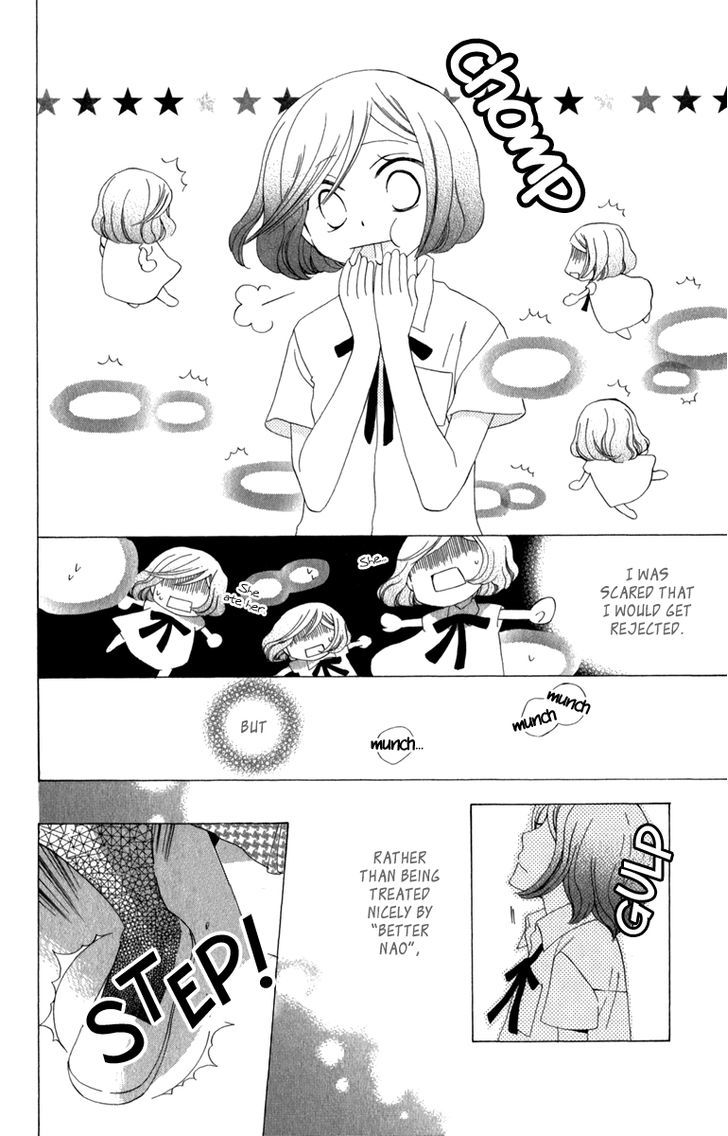 CHOMP
I WAS
SCARED THAT
I WOULD GET
REJECTED.
She...
She
ate her.
munch
munch
munch...
BUT
GULP
RATHER
THAN BEING
TREATED
NICELY BY
"BETTER
NAO",
STEP!